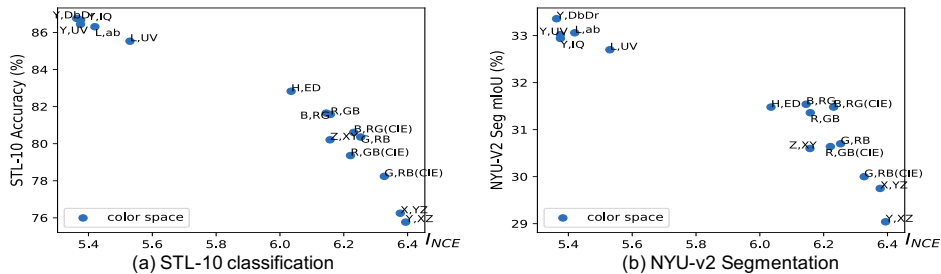 Y,DbDr
Y,IQ
Y,UV
L,ab
L,UV
H,ED
R,GB
B,RG
B,RG(CIE)
Z,XY
G,RB
R,GB(CIE)
G,RB(CIE)
X,YZ
Y,XZ
STL-10 Accuracy (%)
86
84
82
80
78
76
color space
5.4 5.6 5.8 6.0 6.2 6.4 I_NCE
(a) STL-10 classification
Y,DbDr
Y,UV
L,ab
Y,IQ
L,UV
H,ED
B,RG
B,RG(CIE)
R,GB
Z,XY
G,RB
R,GB(CIE)
G,RB(CIE)
X,YZ
Y,XZ
NYU-V2 Seg mIoU (%)
33
32
31
30
29
color space
5.4 5.6 5.8 6.0 6.2 6.4 I_NCE
(b) NYU-v2 Segmentation